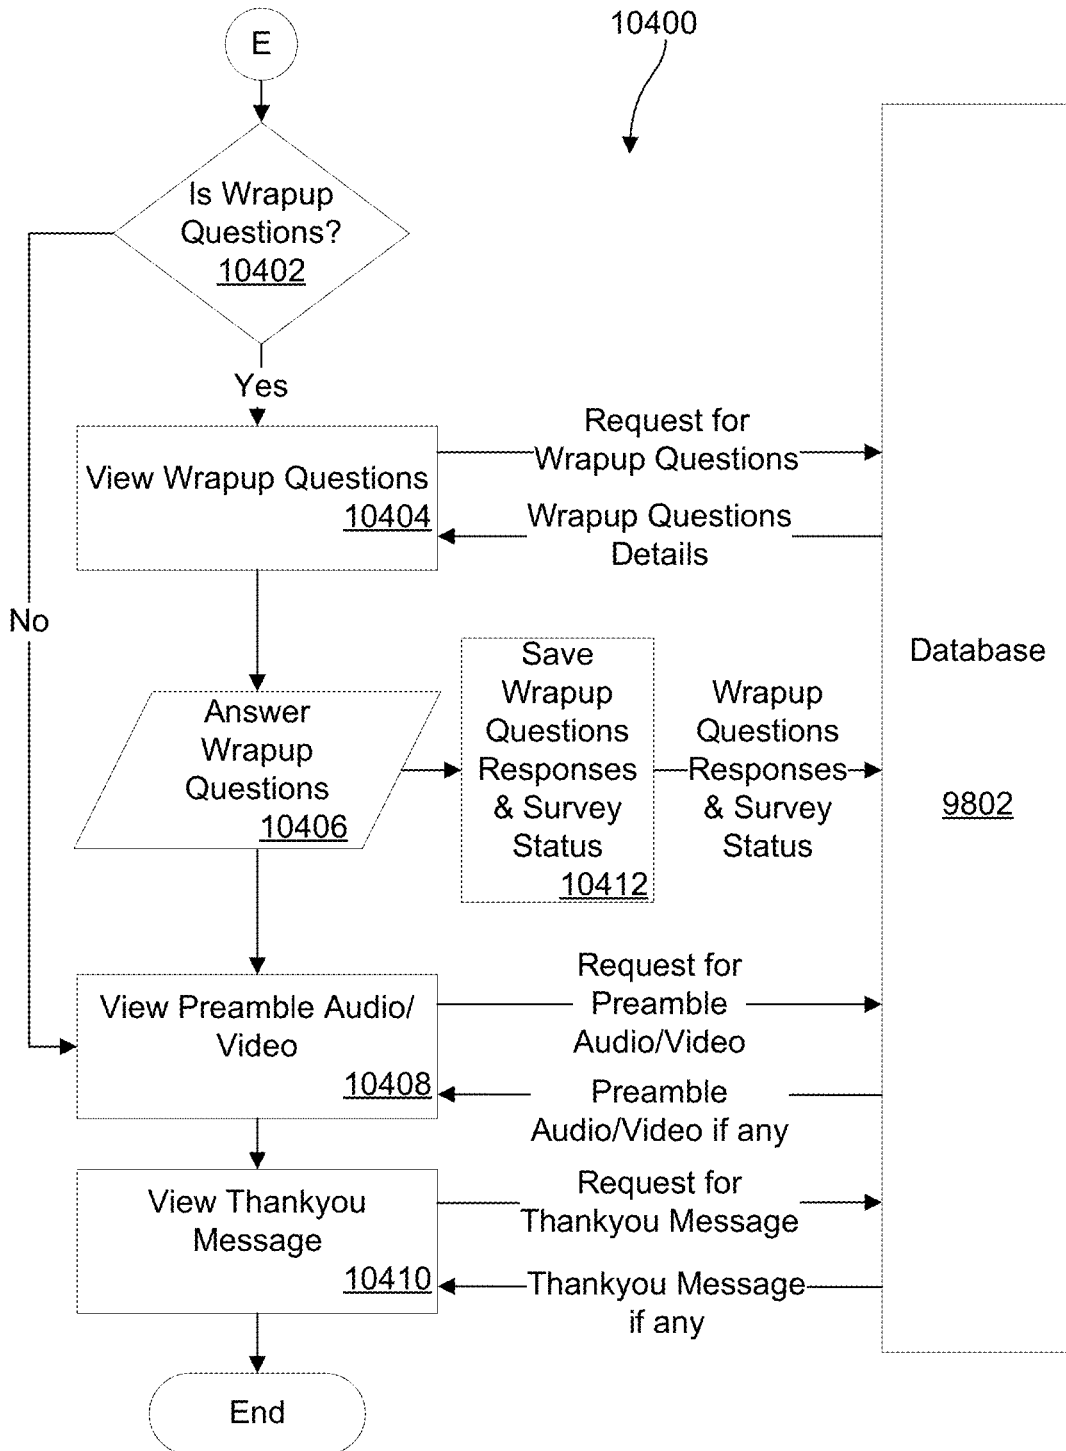 E
10400
Is Wrapup
Questions?
10402
Yes
No
View Wrapup Questions
10404
Request for
Wrapup Questions
Wrapup Questions
Details
Database
9802
Answer
Wrapup
Questions
10406
Save
Wrapup
Questions
Responses
& Survey
Status
10412
Wrapup
Questions
Responses
& Survey
Status
View Preamble Audio/
Video
10408
Request for
Preamble
Audio/Video
Preamble
Audio/Video if any
View Thankyou
Message
10410
Request for
Thankyou Message
Thankyou Message
if any
End